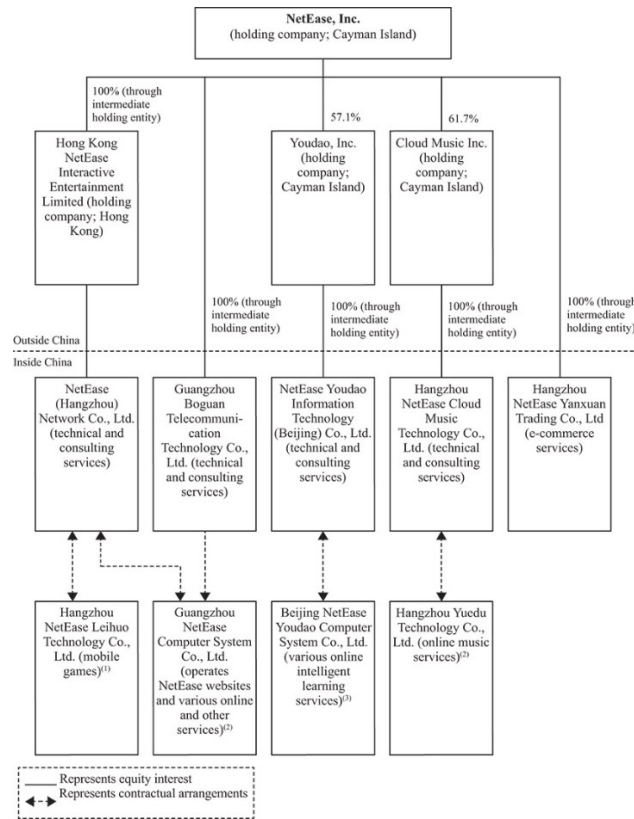 NetEase, Inc.
(holding company; Cayman Island)
100% (through
intermediate
holding entity)
57.1%
61.7%
Hong Kong
NetEase
Interactive
Entertainment
Limited (holding
company; Hong
Kong)
Youdao, Inc.
(holding
company;
Cayman Island)
Cloud Music Inc.
(holding
company;
Cayman Island)
100% (through
intermediate
holding entity)
100% (through
intermediate
holding entity)
100% (through
intermediate
holding entity)
100% (through
intermediate
holding entity)
Outside China
Inside China
NetEase
(Hangzhou)
Network Co., Ltd.
(technical and
consulting
services)
Guangzhou
Boguan
Telecommuni-
cation
Technology Co.,
Ltd. (technical
and consulting
services)
NetEase Youdao
Information
Technology
(Beijing) Co., Ltd.
(technical and
consulting
services)
Hangzhou
NetEase Cloud
Music
Technology Co.,
Ltd. (technical and
consulting
services)
Hangzhou
NetEase Yanxuan
Trading Co., Ltd
(e-commerce
services)
Hangzhou
NetEase Leihuo
Technology Co.,
Ltd. (mobile
games)(1)
Guangzhou
NetEase
Computer System
Co., Ltd.
(operates
NetEase websites
and various online
and other
services)(2)
Beijing NetEase
Youdao Computer
System Co., Ltd.
(various online
intelligent
learning
services)(3)
Hangzhou Yuedu
Technology Co.,
Ltd. (online music
services)(2)
Represents equity interest
Represents contractual arrangements